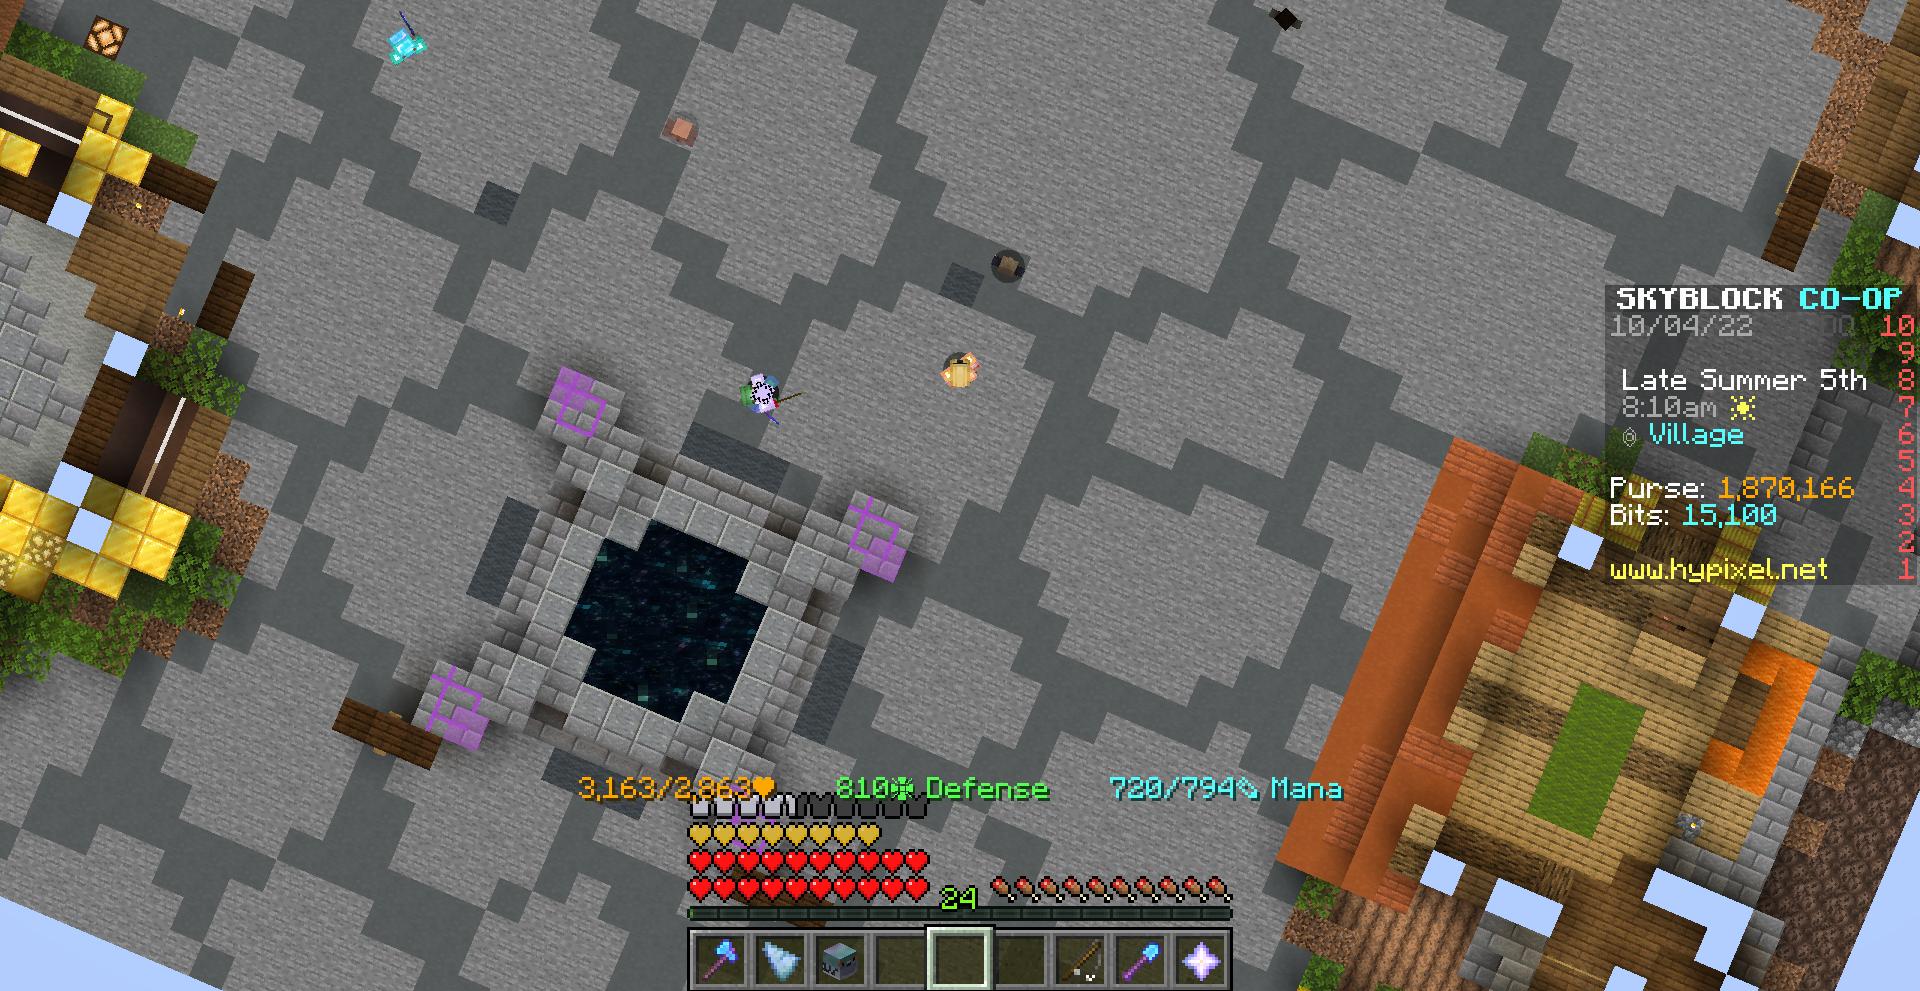 SKYBLOCK CO-OP
10/04/22 10
9
Late Summer 5th 8
8:10am 7
Village 6
5
Purse: 1,870,166 4
Bits: 15,100 3
2
www.hypixel.net 1
3,163/2,863 810 Defense 720/794 Mana
24